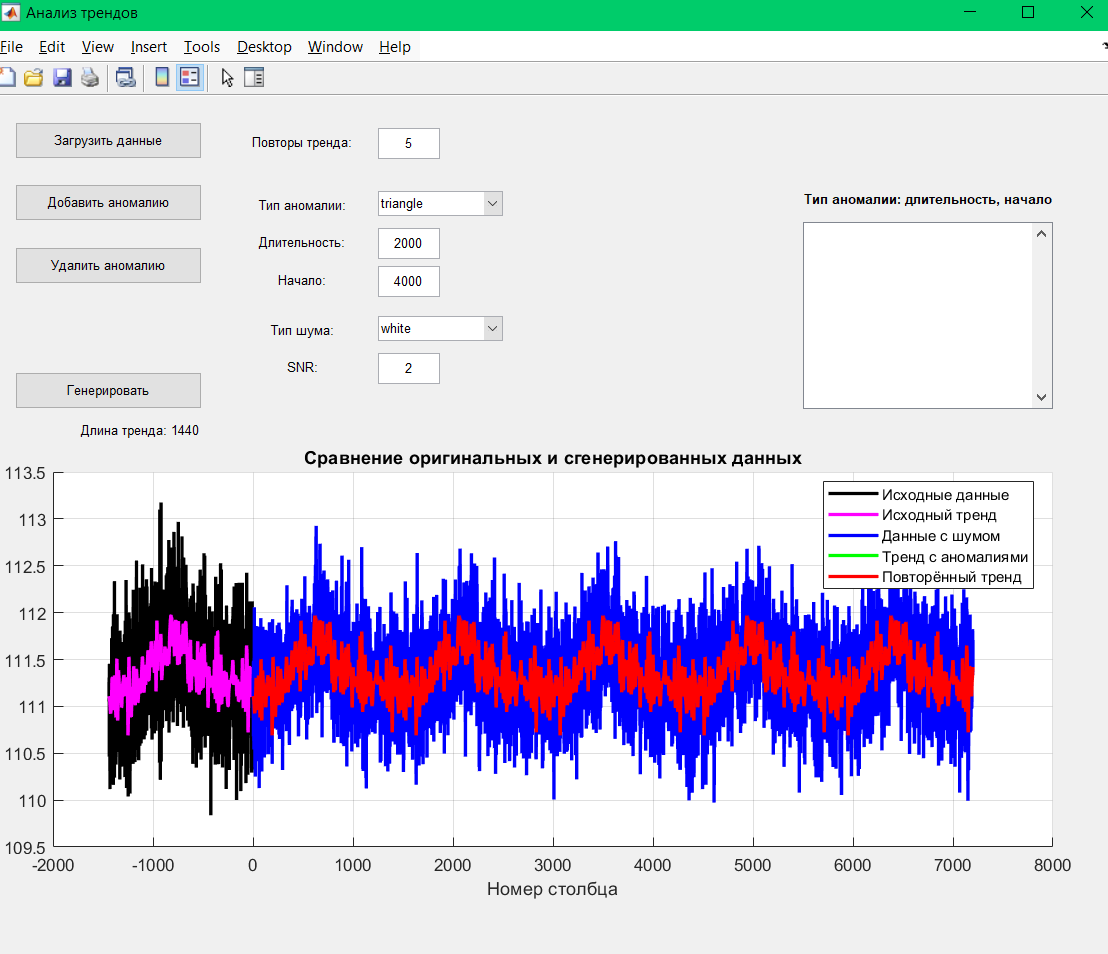 Анализ трендов
File Edit View Insert Tools Desktop Window Help
Загрузить данные
Повторы тренда: 5
Добавить аномалию
Тип аномалии: triangle
Тип аномалии: длительность, начало
Длительность: 2000
Удалить аномалию
Начало: 4000
Тип шума: white
SNR: 2
Генерировать
Длина тренда: 1440
Сравнение оригинальных и сгенерированных данных
113.5
113
112.5
112
111.5
111
110.5
110
109.5
Исходные данные
Исходный тренд
Данные с шумом
Тренд с аномалиями
Повторённый тренд
-2000 -1000 0 1000 2000 3000 4000 5000 6000 7000 8000
Номер столбца